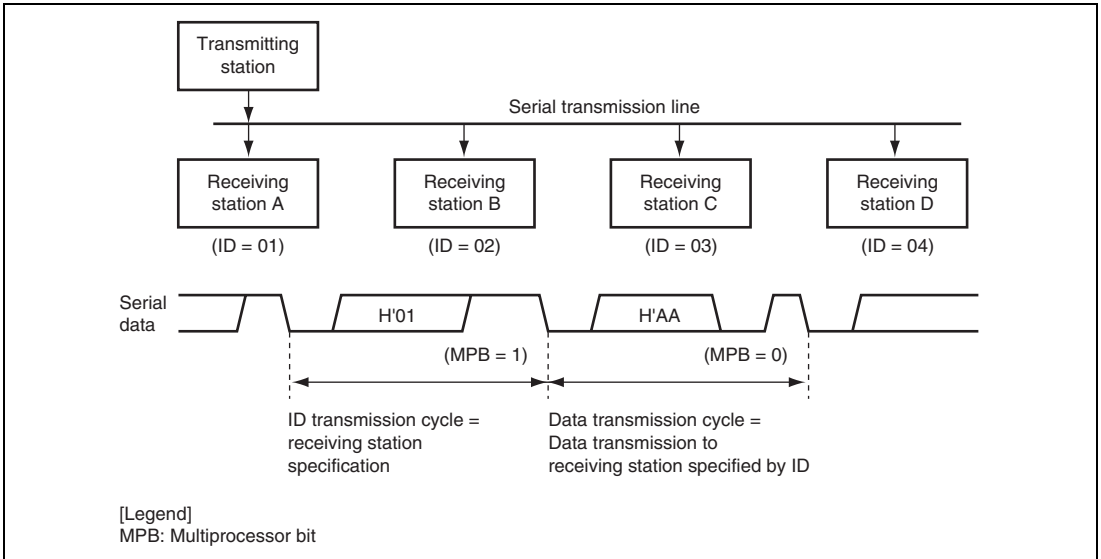 Transmitting
station
Serial transmission line
Receiving
station A
Receiving
station B
Receiving
station C
Receiving
station D
(ID = 01)
(ID = 02)
(ID = 03)
(ID = 04)
Serial
data
H'01
H'AA
(MPB = 1)
(MPB = 0)
ID transmission cycle =
receiving station
specification
Data transmission cycle =
Data transmission to
receiving station specified by ID
[Legend]
MPB: Multiprocessor bit